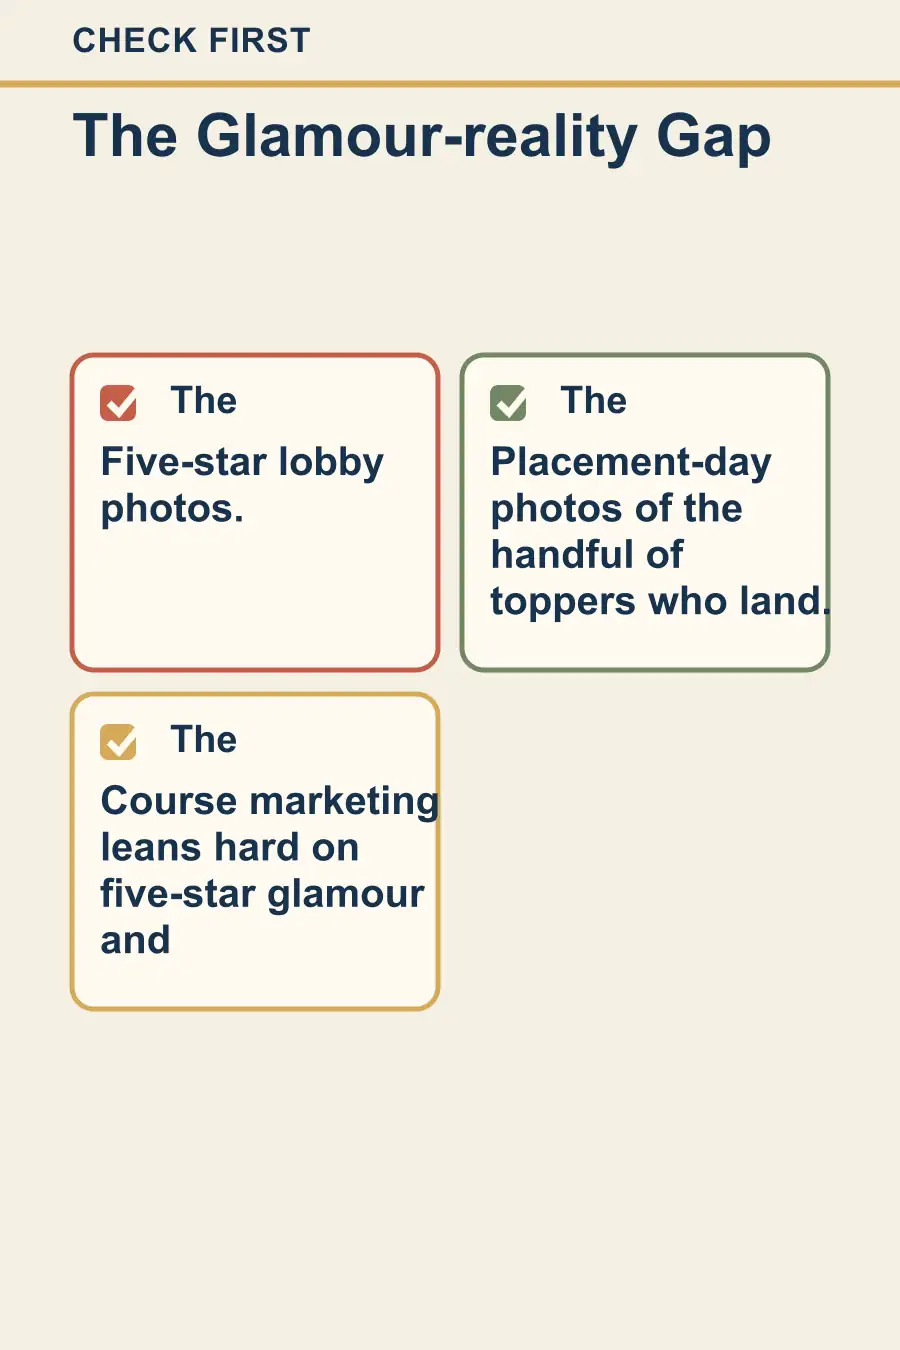 CHECK FIRST
The Glamour-reality Gap
The
Five-star lobby
photos.
The
Placement-day
photos of the
handful of
toppers who land.
The
Course marketing
leans hard on
five-star glamour
and